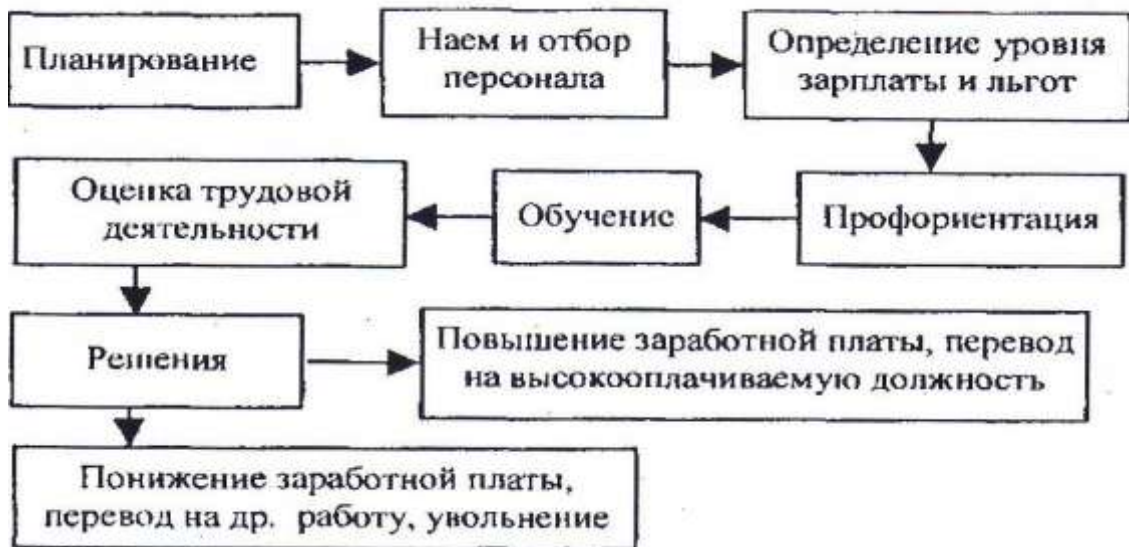 Планирование
Наем и отбор
персонала
Определение уровня
зарплаты и льгот
Оценка трудовой
деятельности
Обучение
Профориентация
Решения
Повышение заработной платы, перевод
на высокооплачиваемую должность
Понижение заработной платы,
перевод на др. работу, увольнение